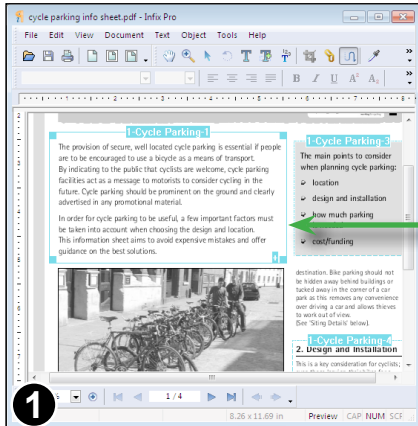 cycle parking info sheet.pdf - Infix Pro
File Edit View Document Text Object Tools Help
1-Cycle Parking-1
The provision of secure, well located cycle parking is essential if people
are to be encouraged to use a bicycle as a means of transport.
By indicating to the public that cyclists are welcome, cycle parking
facilities act as a message to motorists to consider cycling in the
future. Cycle parking should be prominent on the ground and clearly
advertised in any promotional material.
In order for cycle parking to be useful, a few important factors must
be taken into account when choosing the design and location.
This information sheet aims to avoid expensive mistakes and offer
guidance on the best solutions.
1-Cycle Parking-3
The main points to consider
when planning cycle parking:
location
design and installation
how much parking
cost/funding
destination. Bike parking should not
be hidden away behind buildings or
tucked away in the corner of a car
park as this removes any convenience
over driving a car and allows thieves
to work out of view.
(See 'Siting Details' below).
1-Cycle Parking-4
2. Design and Installation
This is a key consideration for cyclists;
1
1 / 4
8.26 x 11.69 in Preview CAP NUM SCF